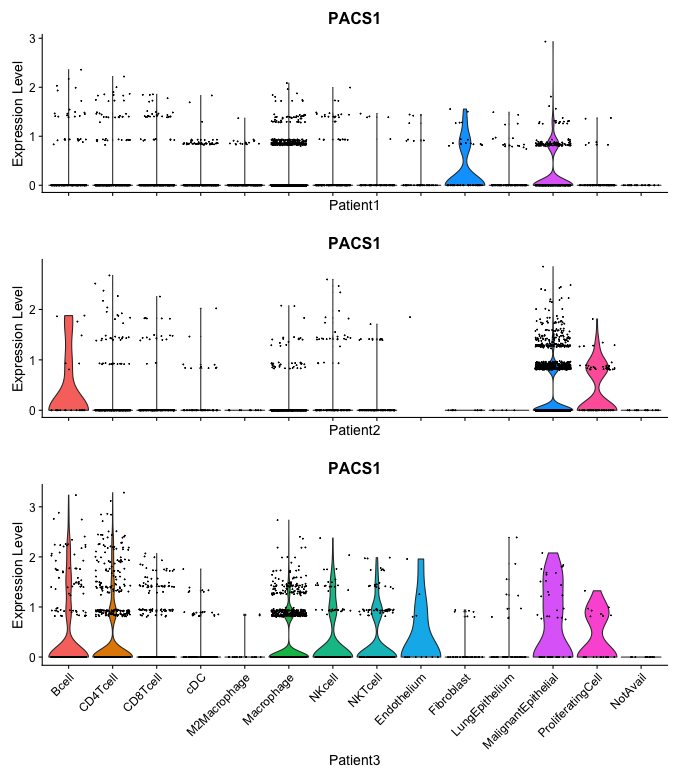 PACS1
Expression Level
3
2
1
0
Patient1
PACS1
Expression Level
2
1
0
Patient2
PACS1
Expression Level
3
2
1
0
Bcell
CD4Tcell
CD8Tcell
cDC
M2Macrophage
Macrophage
NKcell
NKTcell
Endothelium
Fibroblast
LungEpithelium
MalignantEpithelial
ProliferatingCell
NotAvail
Patient3